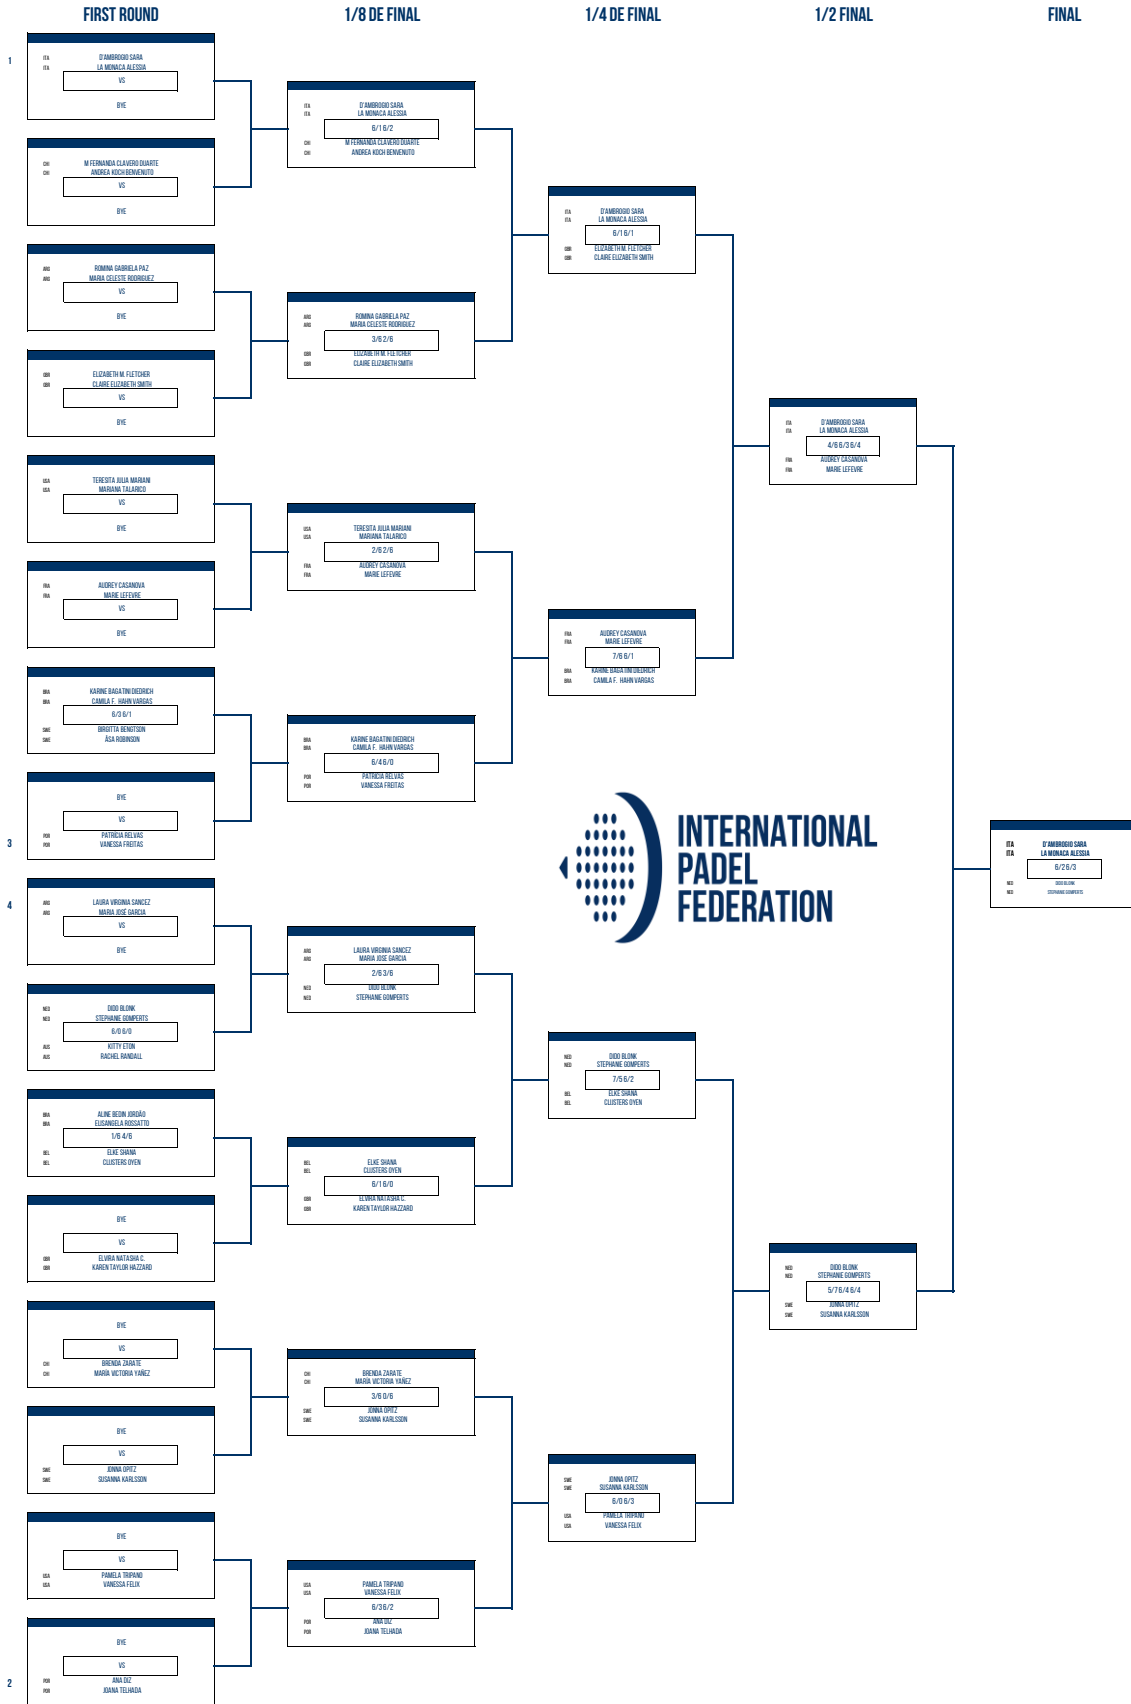 FIRST ROUND
1/8 DE FINAL
1/4 DE FINAL
1/2 FINAL
FINAL
1
ITA D'AMBROGIO SARA
ITA LA MONACA ALESSIA
VS
BYE
CHI M FERNANDA CLAVERO DUARTE
CHI ANDREA KOCH BENVENUTO
VS
BYE
ARG ROMINA GABRIELA PAZ
ARG MARIA CELESTE RODRIGUEZ
VS
BYE
GBR ELIZABETH M. FLETCHER
GBR CLAIRE ELIZABETH SMITH
VS
BYE
USA TERESITA JULIA MARIANI
USA MARIANA TALARICO
VS
BYE
FRA AUDREY CASANOVA
FRA MARIE LEFEVRE
VS
BYE
BRA KARINE BAGATINI DIEDRICH
BRA CAMILA F. HAHN VARGAS
6/3 6/1
SWE BIRGITTA BENGTSON
SWE ÅSA ROBINSON
BYE
VS
POR PATRÍCIA RELVAS
3 POR VANESSA FREITAS
4
ARG LAURA VIRGINIA SANCEZ
ARG MARIA JOSÉ GARCIA
VS
BYE
NED DIDO BLONK
NED STEPHANIE GOMPERTS
6/0 6/0
AUS KITTY ETON
AUS RACHEL RANDALL
BRA ALINE BEDIN JORDÃO
BRA ELISANGELA ROSSATTO
1/6 4/6
BEL ELKE SHANA
BEL CLIJSTERS OYEN
BYE
VS
GBR ELVIRA NATASHA C.
GBR KAREN TAYLOR HAZZARD
BYE
VS
CHI BRENDA ZARATE
CHI MARÍA VICTORIA YAÑEZ
BYE
VS
SWE JONNA OPITZ
SWE SUSANNA KARLSSON
BYE
VS
USA PAMELA TRIPANO
USA VANESSA FELIX
BYE
VS
POR ANA DIZ
2 POR JOANA TELHADA
ITA D'AMBROGIO SARA
ITA LA MONACA ALESSIA
6/1 6/2
CHI M FERNANDA CLAVERO DUARTE
CHI ANDREA KOCH BENVENUTO
ARG ROMINA GABRIELA PAZ
ARG MARIA CELESTE RODRIGUEZ
3/6 2/6
GBR ELIZABETH M. FLETCHER
GBR CLAIRE ELIZABETH SMITH
USA TERESITA JULIA MARIANI
USA MARIANA TALARICO
2/6 2/6
FRA AUDREY CASANOVA
FRA MARIE LEFEVRE
BRA KARINE BAGATINI DIEDRICH
BRA CAMILA F. HAHN VARGAS
6/4 6/0
POR PATRÍCIA RELVAS
POR VANESSA FREITAS
ARG LAURA VIRGINIA SANCEZ
ARG MARIA JOSÉ GARCIA
2/6 3/6
NED DIDO BLONK
NED STEPHANIE GOMPERTS
BEL ELKE SHANA
BEL CLIJSTERS OYEN
6/1 6/0
GBR ELVIRA NATASHA C.
GBR KAREN TAYLOR HAZZARD
CHI BRENDA ZARATE
CHI MARÍA VICTORIA YAÑEZ
3/6 0/6
SWE JONNA OPITZ
SWE SUSANNA KARLSSON
USA PAMELA TRIPANO
USA VANESSA FELIX
6/3 6/2
POR ANA DIZ
POR JOANA TELHADA
ITA D'AMBROGIO SARA
ITA LA MONACA ALESSIA
6/1 6/1
GBR ELIZABETH M. FLETCHER
GBR CLAIRE ELIZABETH SMITH
FRA AUDREY CASANOVA
FRA MARIE LEFEVRE
7/6 6/1
BRA KARINE BAGATINI DIEDRICH
BRA CAMILA F. HAHN VARGAS
NED DIDO BLONK
NED STEPHANIE GOMPERTS
7/5 6/2
BEL ELKE SHANA
BEL CLIJSTERS OYEN
SWE JONNA OPITZ
SWE SUSANNA KARLSSON
6/0 6/3
USA PAMELA TRIPANO
USA VANESSA FELIX
ITA D'AMBROGIO SARA
ITA LA MONACA ALESSIA
4/6 6/3 6/4
FRA AUDREY CASANOVA
FRA MARIE LEFEVRE
NED DIDO BLONK
NED STEPHANIE GOMPERTS
5/7 6/4 6/4
SWE JONNA OPITZ
SWE SUSANNA KARLSSON
ITA D'AMBROGIO SARA
ITA LA MONACA ALESSIA
6/2 6/3
NED DIDO BLONK
NED STEPHANIE GOMPERTS
INTERNATIONAL
PADEL
FEDERATION